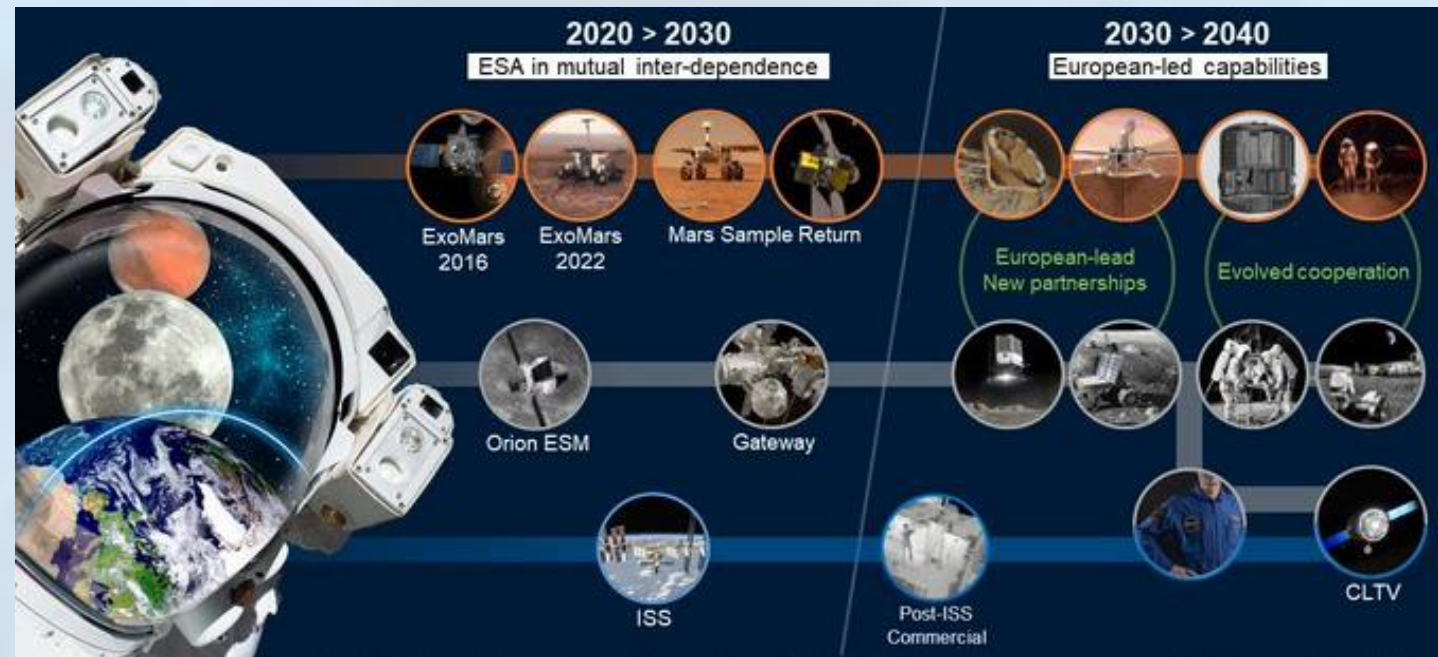 2020 > 2030
ESA in mutual inter-dependence
2030 > 2040
European-led capabilities
ExoMars
2016
ExoMars
2022
Mars Sample Return
European-lead
New partnerships
Evolved cooperation
Orion ESM
Gateway
ISS
Post-ISS
Commercial
CLTV